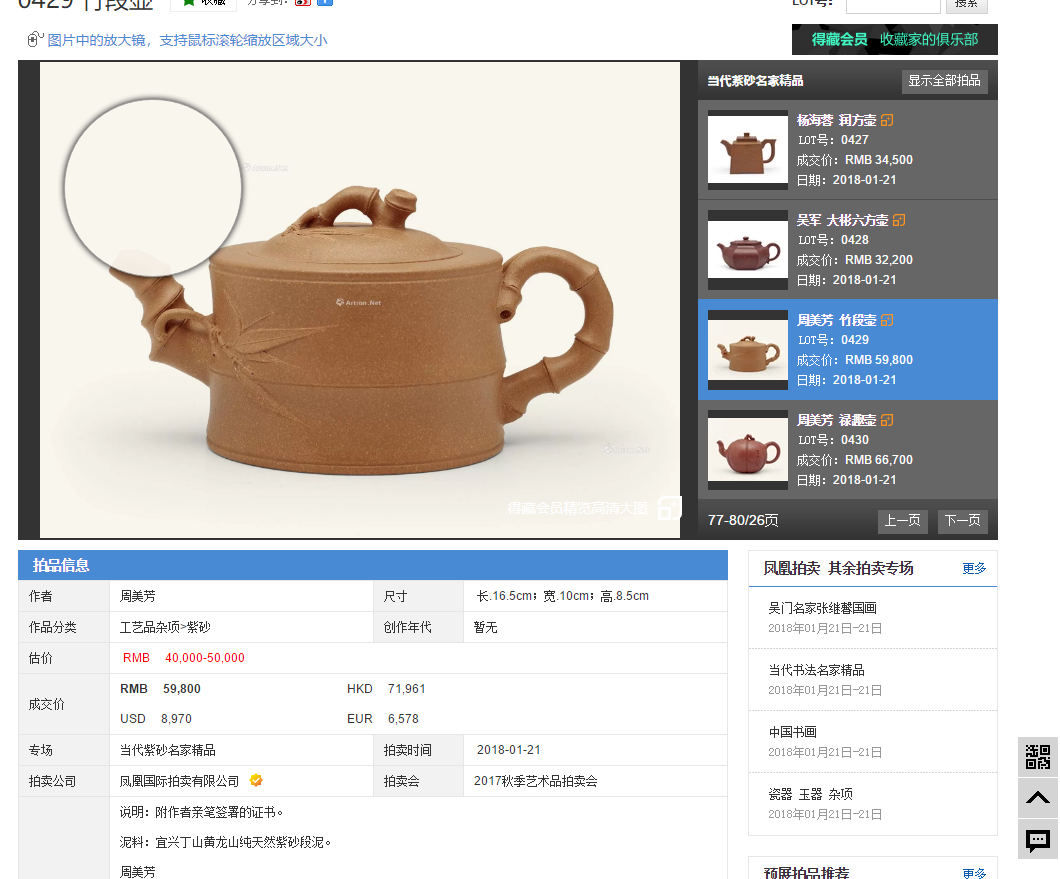 0429 竹段壶
收藏
分享到：
LOT号：
搜索
图片中的放大镜，支持鼠标滚轮缩放区域大小
得藏会员 收藏家的俱乐部
Artron.Net
得藏会员精览高清大图
当代紫砂名家精品
显示全部拍品
杨海蓉 润方壶
LOT号：0427
成交价：RMB 34,500
日期：2018-01-21
吴军 大彬六方壶
LOT号：0428
成交价：RMB 32,200
日期：2018-01-21
周美芳 竹段壶
LOT号：0429
成交价：RMB 59,800
日期：2018-01-21
周美芳 禄趣壶
LOT号：0430
成交价：RMB 66,700
日期：2018-01-21
77-80/26页
上一页
下一页
拍品信息
作者 周美芳 尺寸 长.16.5cm；宽.10cm；高.8.5cm
作品分类 工艺品杂项>紫砂 创作年代 暂无
估价 RMB 40,000-50,000
成交价
RMB 59,800 HKD 71,961
USD 8,970 EUR 6,578
专场 当代紫砂名家精品 拍卖时间 2018-01-21
拍卖公司 凤凰国际拍卖有限公司 拍卖会 2017秋季艺术品拍卖会
说明：附作者亲笔签署的证书。
泥料：宜兴丁山黄龙山纯天然紫砂段泥。
周美芳
凤凰拍卖 其余拍卖专场 更多
吴门名家张继馨国画
2018年01月21日-21日
当代书法名家精品
2018年01月21日-21日
中国书画
2018年01月21日-21日
瓷器 玉器 杂项
2018年01月21日-21日
预展拍品推荐 更多